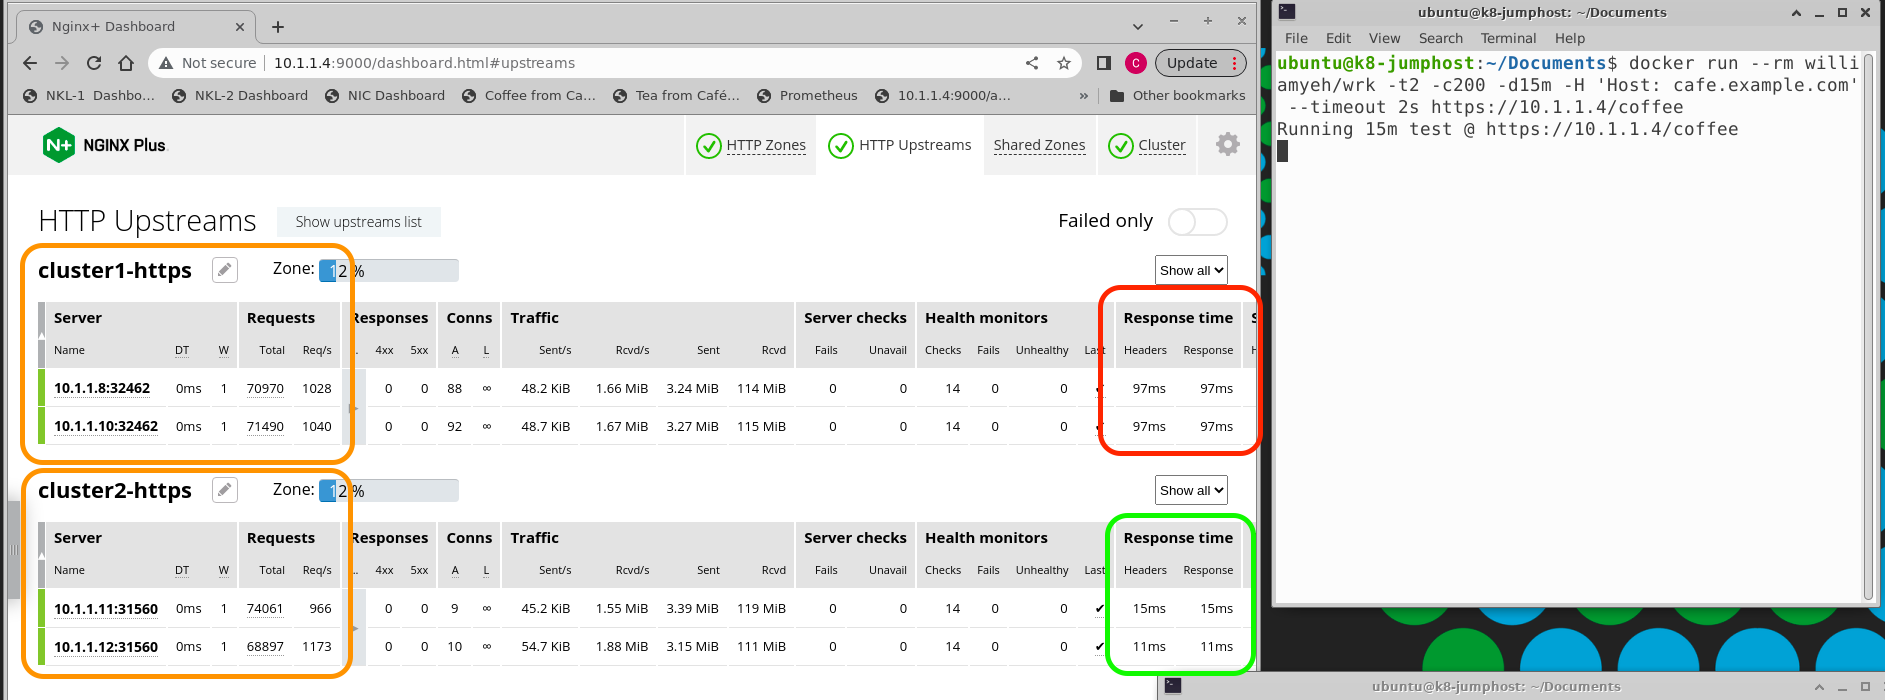 Nginx+ Dashboard
Not secure 10.1.1.4:9000/dashboard.html#upstreams
Update
NKL-1 Dashbo... NKL-2 Dashboard NIC Dashboard Coffee from Ca... Tea from Café... Prometheus 10.1.1.4:9000/a... » Other bookmarks
N+ NGINX Plus HTTP Zones HTTP Upstreams Shared Zones Cluster
HTTP Upstreams Show upstreams list Failed only
cluster1-https Zone: 12 % Show all
Server Requests Responses Conns Traffic Server checks Health monitors Response time S
Name DT W Total Req/s ... 4xx 5xx A L Sent/s Rcvd/s Sent Rcvd Fails Unavail Checks Fails Unhealthy Last Headers Response H
10.1.1.8:32462 0ms 1 70970 1028 0 0 88 ∞ 48.2 KiB 1.66 MiB 3.24 MiB 114 MiB 0 0 14 0 0 ✔ 97ms 97ms
10.1.1.10:32462 0ms 1 71490 1040 0 0 92 ∞ 48.7 KiB 1.67 MiB 3.27 MiB 115 MiB 0 0 14 0 0 ✔ 97ms 97ms
cluster2-https Zone: 12 % Show all
Server Requests Responses Conns Traffic Server checks Health monitors Response time
Name DT W Total Req/s ... 4xx 5xx A L Sent/s Rcvd/s Sent Rcvd Fails Unavail Checks Fails Unhealthy Last Headers Response
10.1.1.11:31560 0ms 1 74061 966 0 0 9 ∞ 45.2 KiB 1.55 MiB 3.39 MiB 119 MiB 0 0 14 0 0 ✔ 15ms 15ms
10.1.1.12:31560 0ms 1 68897 1173 0 0 10 ∞ 54.7 KiB 1.88 MiB 3.15 MiB 111 MiB 0 0 14 0 0 ✔ 11ms 11ms
ubuntu@k8-jumphost: ~/Documents
File Edit View Search Terminal Help
ubuntu@k8-jumphost:~/Documents$ docker run --rm willi
amyeh/wrk -t2 -c200 -d15m -H 'Host: cafe.example.com'
--timeout 2s https://10.1.1.4/coffee
Running 15m test @ https://10.1.1.4/coffee
ubuntu@k8-jumphost: ~/Documents
C